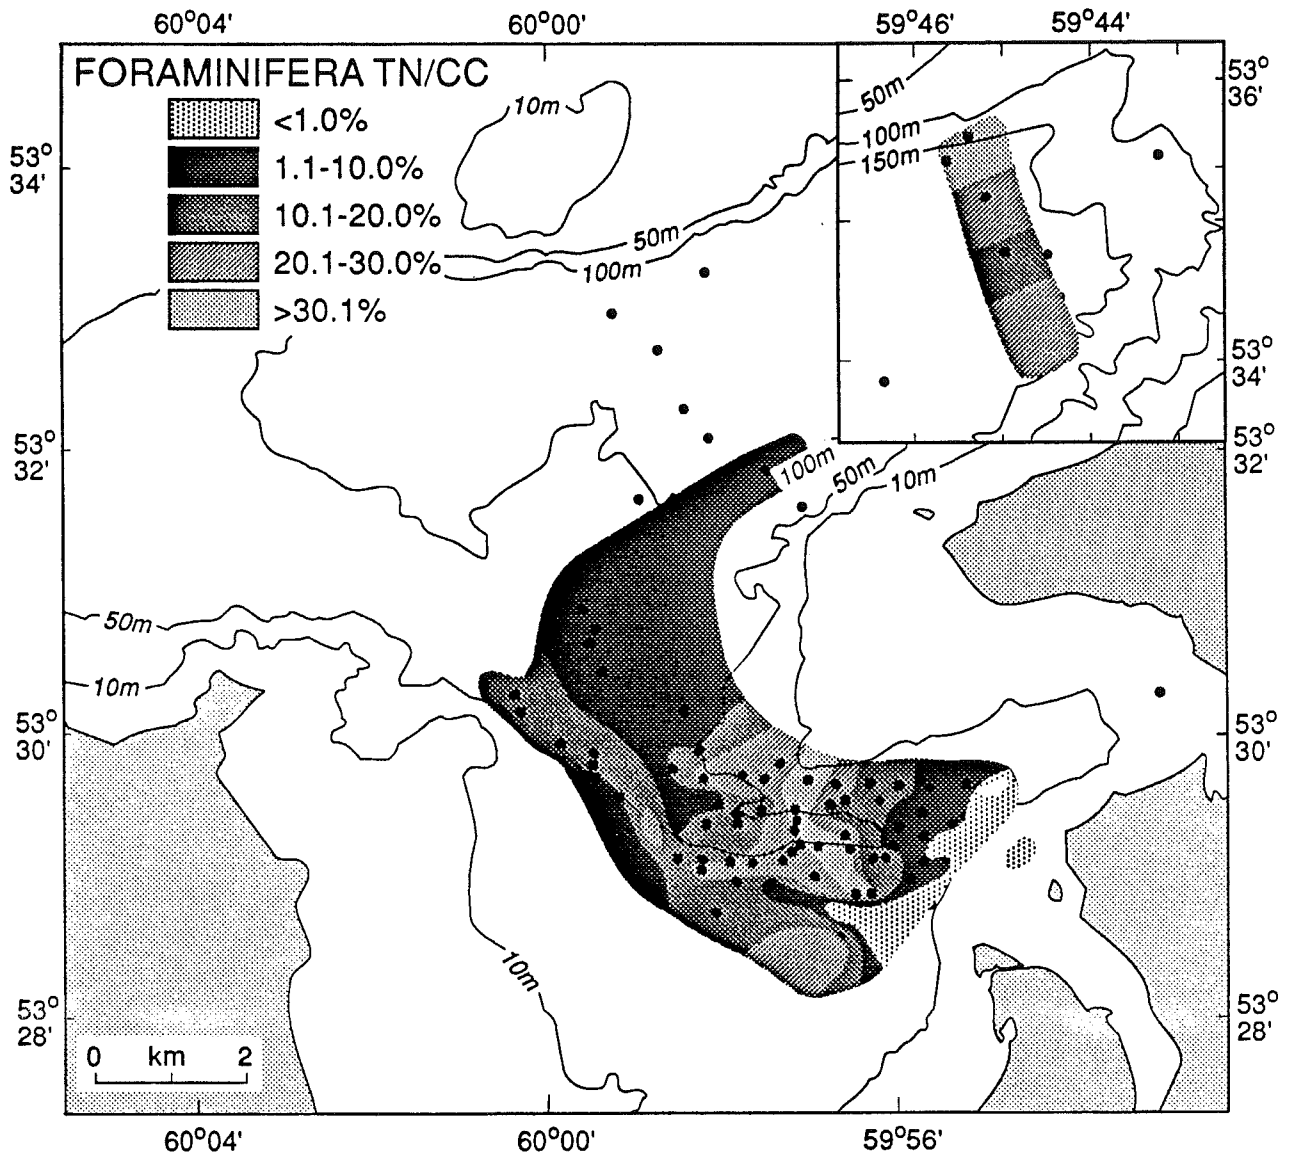 60°04' 60°00' 59°46' 59°44'
FORAMINIFERA TN/CC
<1.0%
1.1-10.0%
10.1-20.0%
20.1-30.0%
>30.1%
10m
50m
100m
50m
100m
150m
53°
36'
53°
34'
53°
34'
53°
32'
53°
32'
100m
50m
10m
50m
10m
53°
30'
53°
30'
10m
53°
28'
53°
28'
0 km 2
60°04' 60°00' 59°56'